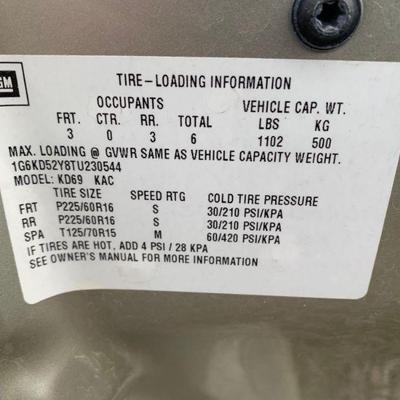 GM
TIRE-LOADING INFORMATION
OCCUPANTS VEHICLE CAP. WT.
FRT. CTR. RR. TOTAL LBS KG
3 0 3 6 1102 500
MAX. LOADING @ GVWR SAME AS VEHICLE CAPACITY WEIGHT.
1G6KD52Y8TU230544
MODEL: KD69 KAC
TIRE SIZE SPEED RTG COLD TIRE PRESSURE
FRT P225/60R16 S 30/210 PSI/KPA
RR P225/60R16 S 30/210 PSI/KPA
SPA T125/70R15 M 60/420 PSI/KPA
IF TIRES ARE HOT, ADD 4 PSI / 28 KPA
SEE OWNER'S MANUAL FOR MORE INFORMATION